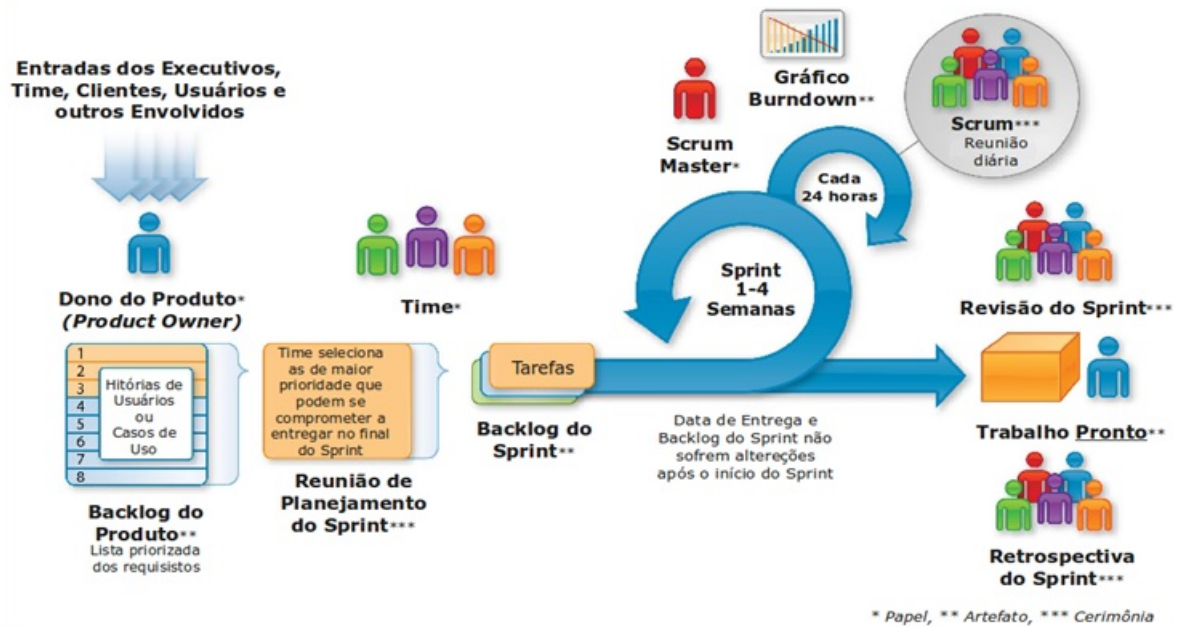 Entradas dos Executivos,
Time, Clientes, Usuários e
outros Envolvidos
Dono do Produto*
(Product Owner)
1
2
3
4
5
6
7
8
Hitórias de
Usuários
ou
Casos de
Uso
Backlog do
Produto**
Lista priorizada
dos requisistos
Time*
Time seleciona
as de maior
prioridade que
podem se
comprometer a
entregar no final
do Sprint
Reunião de
Planejamento
do Sprint***
Tarefas
Backlog do
Sprint**
Scrum
Master*
Gráfico
Burndown**
Cada
24 horas
Scrum***
Reunião
diária
Sprint
1-4
Semanas
Data de Entrega e
Backlog do Sprint não
sofrem altereções
após o início do Sprint
Revisão do Sprint***
Trabalho Pronto**
Retrospectiva
do Sprint***
* Papel, ** Artefato, *** Cerimônia